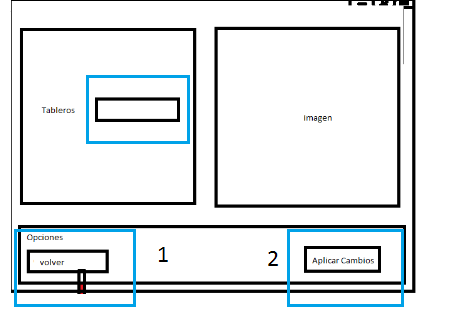 Tableros
Imagen
Opciones
volver
1
2
Aplicar Cambios